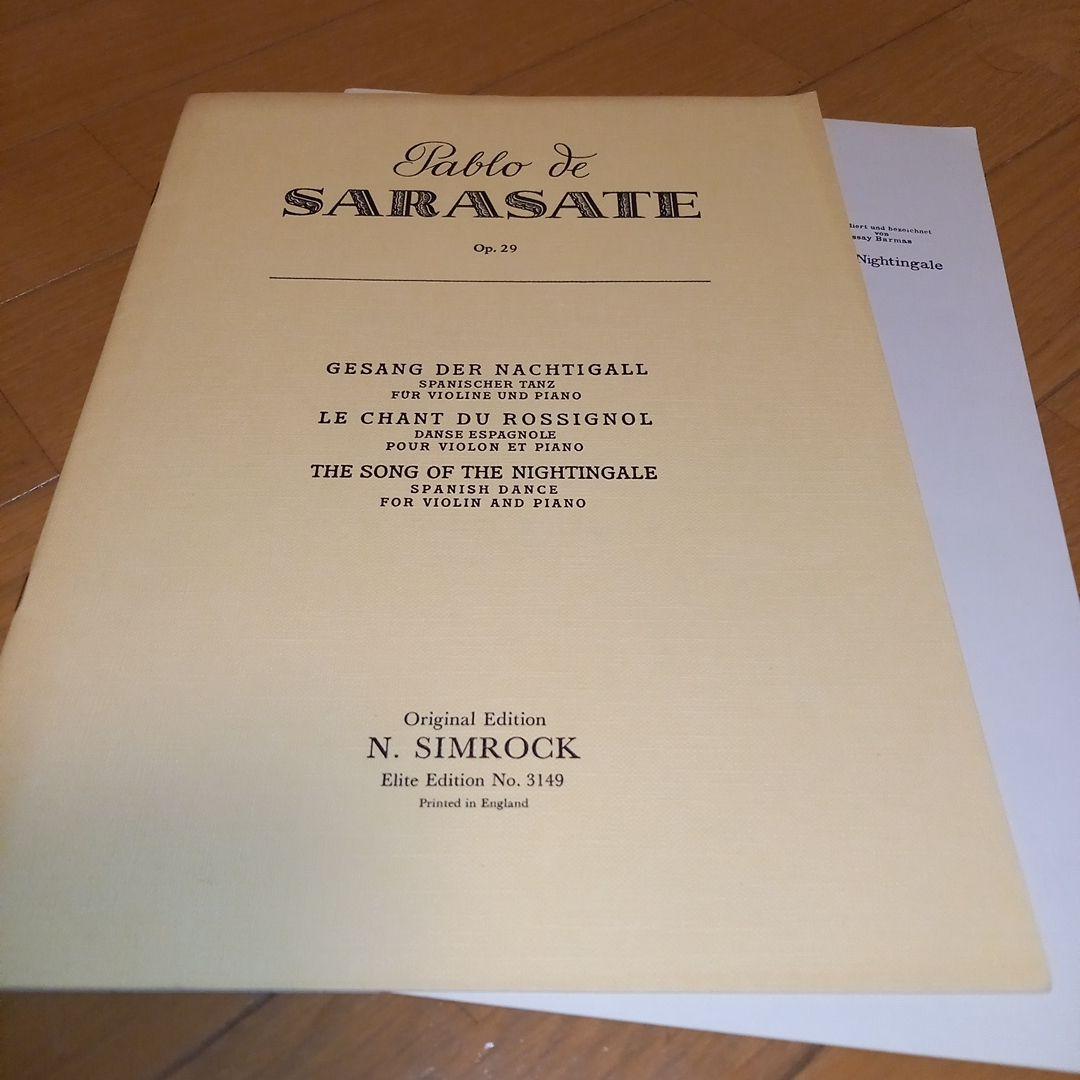 Pablo de
SARASATE
Op. 29
GESANG DER NACHTIGALL
SPANISCHER TANZ
FÜR VIOLINE UND PIANO
LE CHANT DU ROSSIGNOL
DANSE ESPAGNOLE
POUR VIOLON ET PIANO
THE SONG OF THE NIGHTINGALE
SPANISH DANCE
FOR VIOLIN AND PIANO
Original Edition
N. SIMROCK
Elite Edition No. 3149
Printed in England
und bezeichnet
von
Barmas
Nightingale